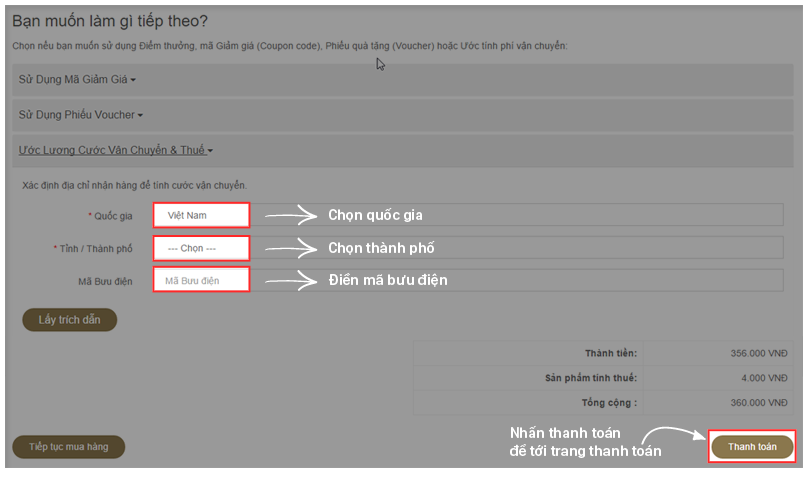 Bạn muốn làm gì tiếp theo?
Chọn nếu bạn muốn sử dụng Điểm thưởng, mã Giảm giá (Coupon code), Phiếu quà tặng (Voucher) hoặc Ước tính phí vận chuyển:
Sử Dụng Mã Giảm Giá
Sử Dụng Phiếu Voucher
Ước Lượng Cước Vận Chuyển & Thuế
Xác định địa chỉ nhận hàng để tính cước vận chuyển.
* Quốc gia Việt Nam Chọn quốc gia
* Tỉnh / Thành phố --- Chọn --- Chọn thành phố
Mã Bưu điện Mã Bưu điện Điền mã bưu điện
Lấy trích dẫn
Thành tiền: 356.000 VNĐ
Sản phẩm tính thuế: 4.000 VNĐ
Tổng cộng : 360.000 VNĐ
Nhấn thanh toán
để tới trang thanh toán
Tiếp tục mua hàng Thanh toán